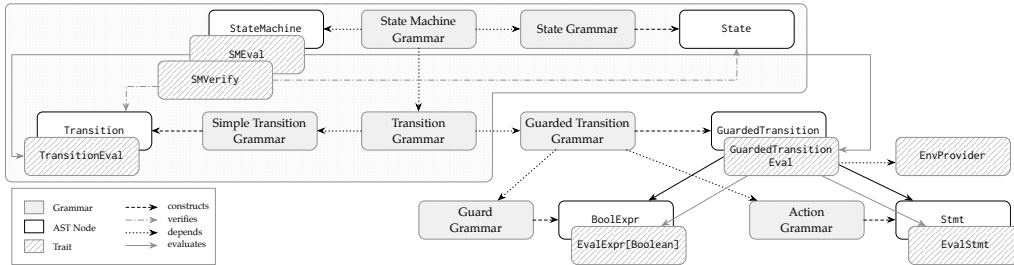 StateMachine
State Machine
Grammar
State Grammar
State
SMEval
SMVerify
Transition
TransitionEval
Simple Transition
Grammar
Transition
Grammar
Guarded Transition
Grammar
GuardedTransition
GuardedTransition
Eval
EnvProvider
Grammar
AST Node
Trait
constructs
verifies
depends
evaluates
Guard
Grammar
BoolExpr
EvalExpr[Boolean]
Action
Grammar
Stmt
EvalStmt